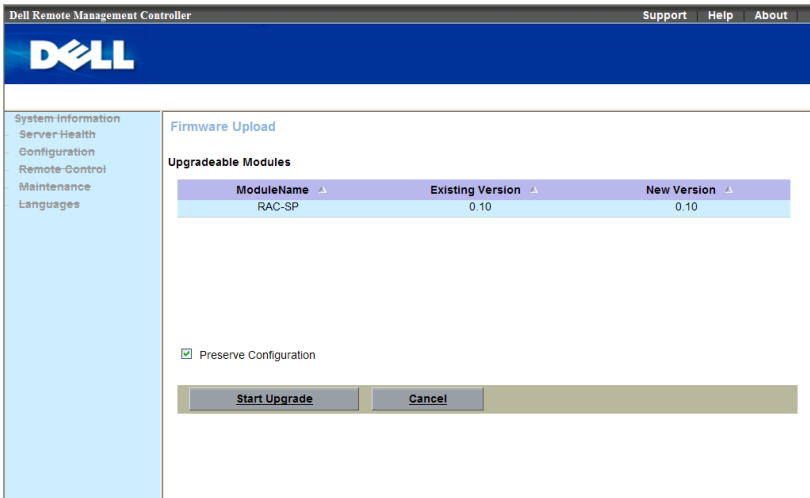 Dell Remote Management Controller
Support Help About
DELL
System Information
Server Health
Configuration
Remote Control
Maintenance
Languages
Firmware Upload
Upgradeable Modules
ModuleName Existing Version New Version
RAC-SP 0.10 0.10
Preserve Configuration
Start Upgrade Cancel